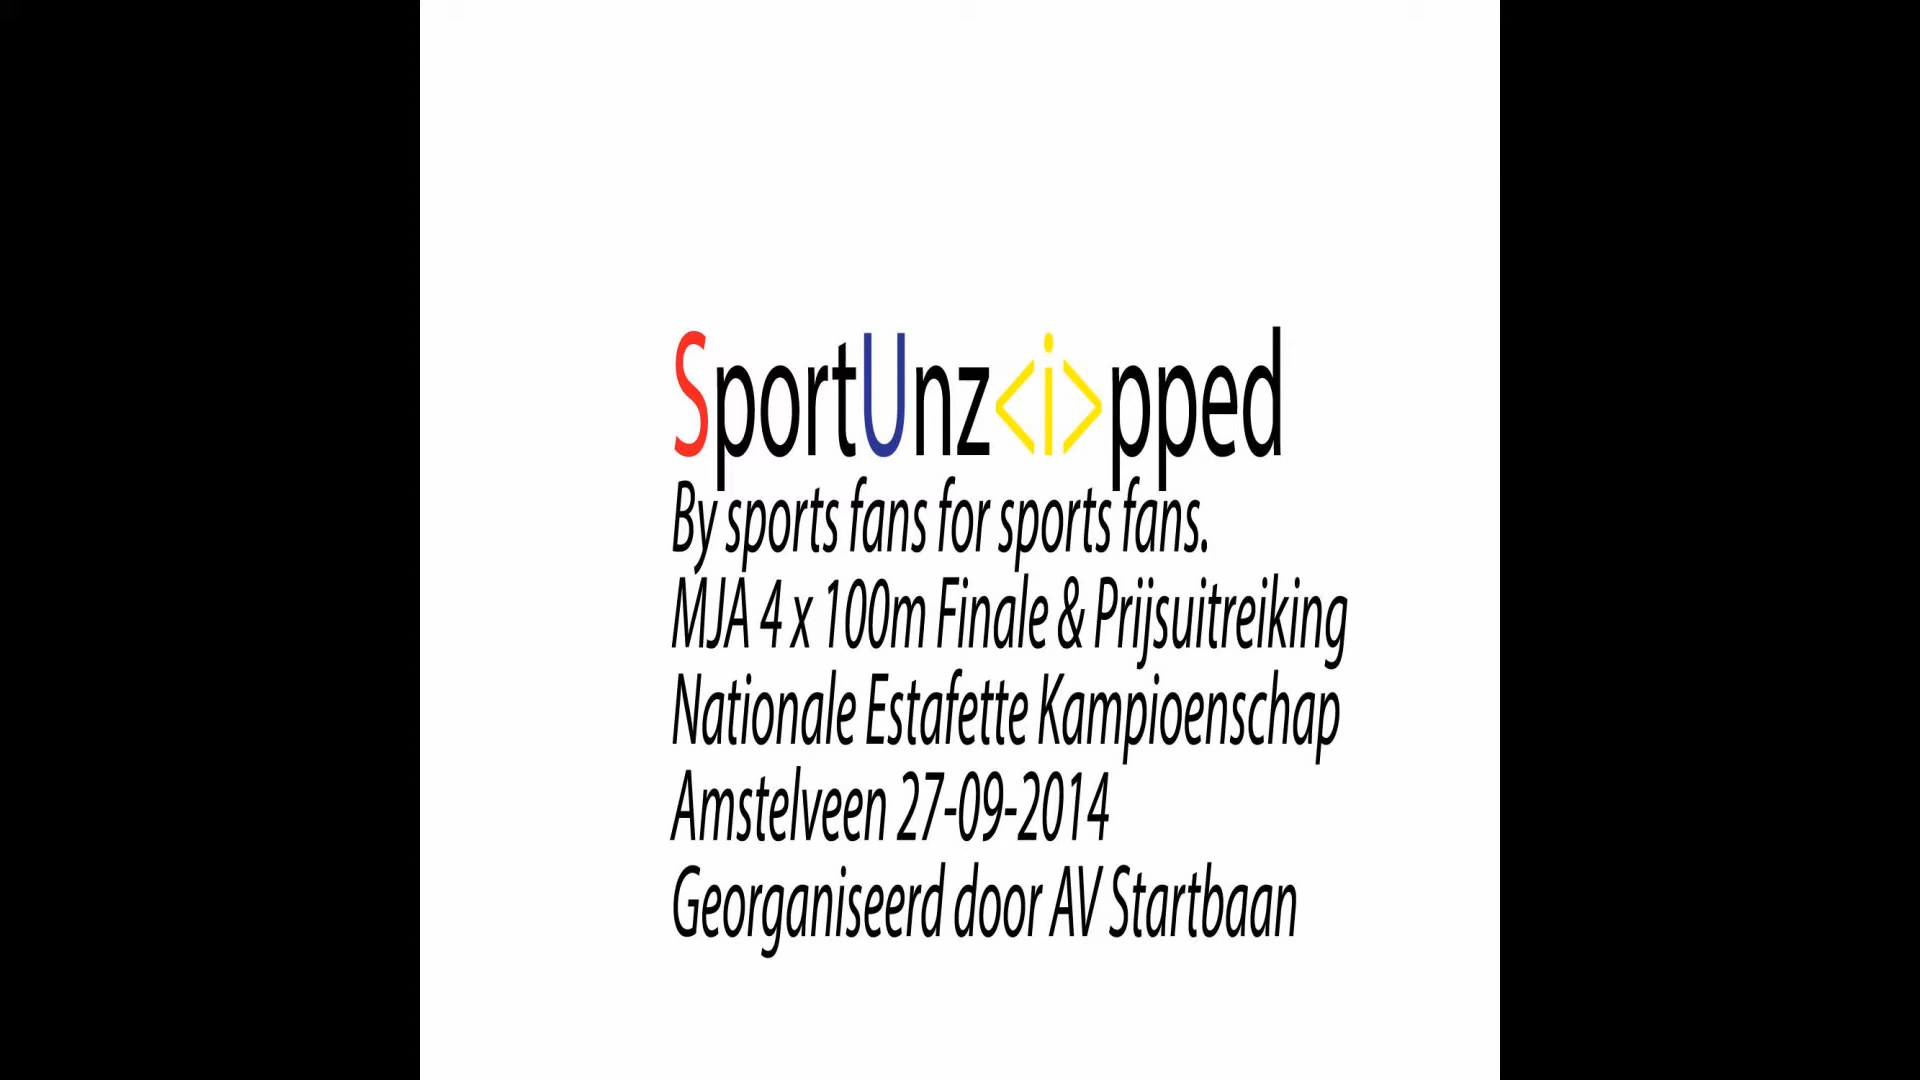 SportUnz<i>pped
By sports fans for sports fans.
MJA 4 x 100m Finale & Prijsuitreiking
Nationale Estafette Kampioenschap
Amstelveen 27-09-2014
Georganiseerd door AV Startbaan